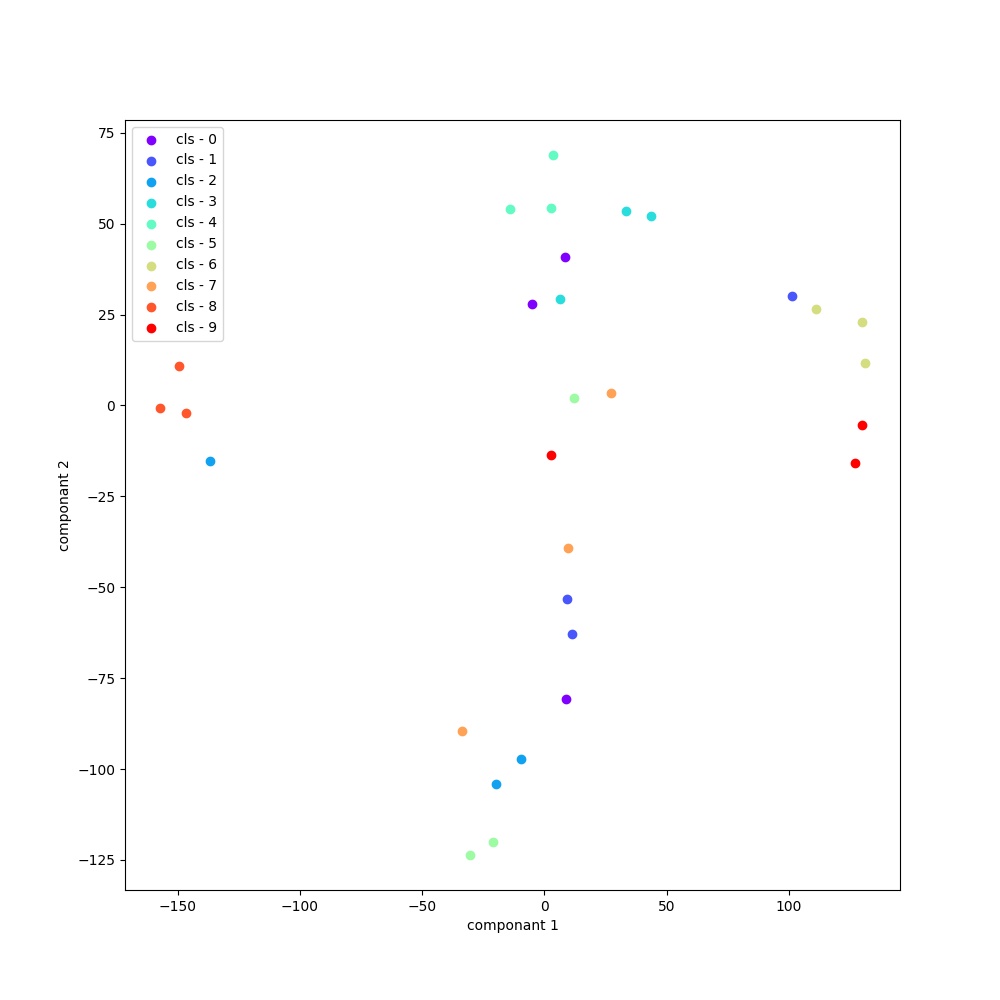 75
50
25
0
−25
−50
−75
−100
−125
componant 2
cls - 0
cls - 1
cls - 2
cls - 3
cls - 4
cls - 5
cls - 6
cls - 7
cls - 8
cls - 9
−150
−100
−50
0
50
100
componant 1